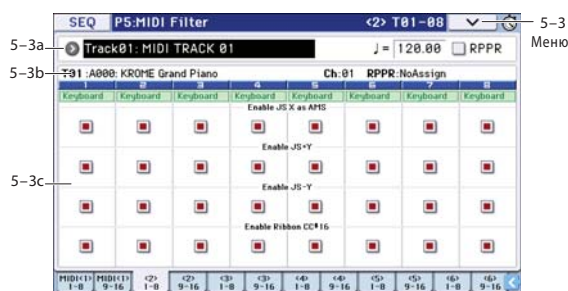 SEQ P5:MIDI Filter <2> T01-08
5–3
Меню
5–3a
Track01: MIDI TRACK 01 ♩= 120.00 RPPR
5–3b
T01 :A000: KROME Grand Piano Ch:01 RPPR:NoAssign
1 2 3 4 5 6 7 8
Keyboard Keyboard Keyboard Keyboard Keyboard Keyboard Keyboard Keyboard
Enable JS X as AMS
Enable JS+Y
5–3c
Enable JS-Y
Enable Ribbon CC#16
MIDI<1> 1-8 MIDI<1> 9-16 <2> 1-8 <2> 9-16 <3> 1-8 <3> 9-16 <4> 1-8 <4> 9-16 <5> 1-8 <5> 9-16 <6> 1-8 <6> 9-16